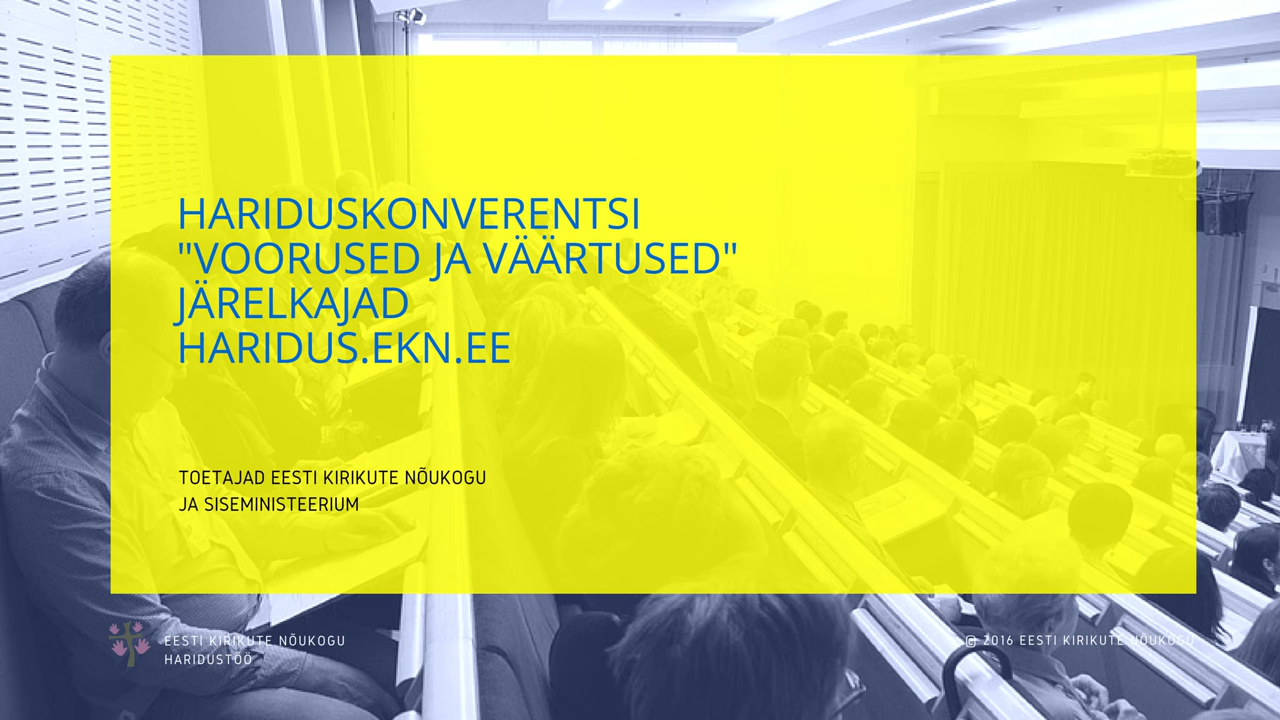 HARIDUSKONVERENTSI
"VOORUSED JA VÄÄRTUSED"
JÄRELKAJAD
HARIDUS.EKN.EE
TOETAJAD EESTI KIRIKUTE NÕUKOGU
JA SISEMINISTEERIUM
EESTI KIRIKUTE NÕUKOGU
HARIDUSTÖÖ
@ 2016 EESTI KIRIKUTE NÕUKOGU